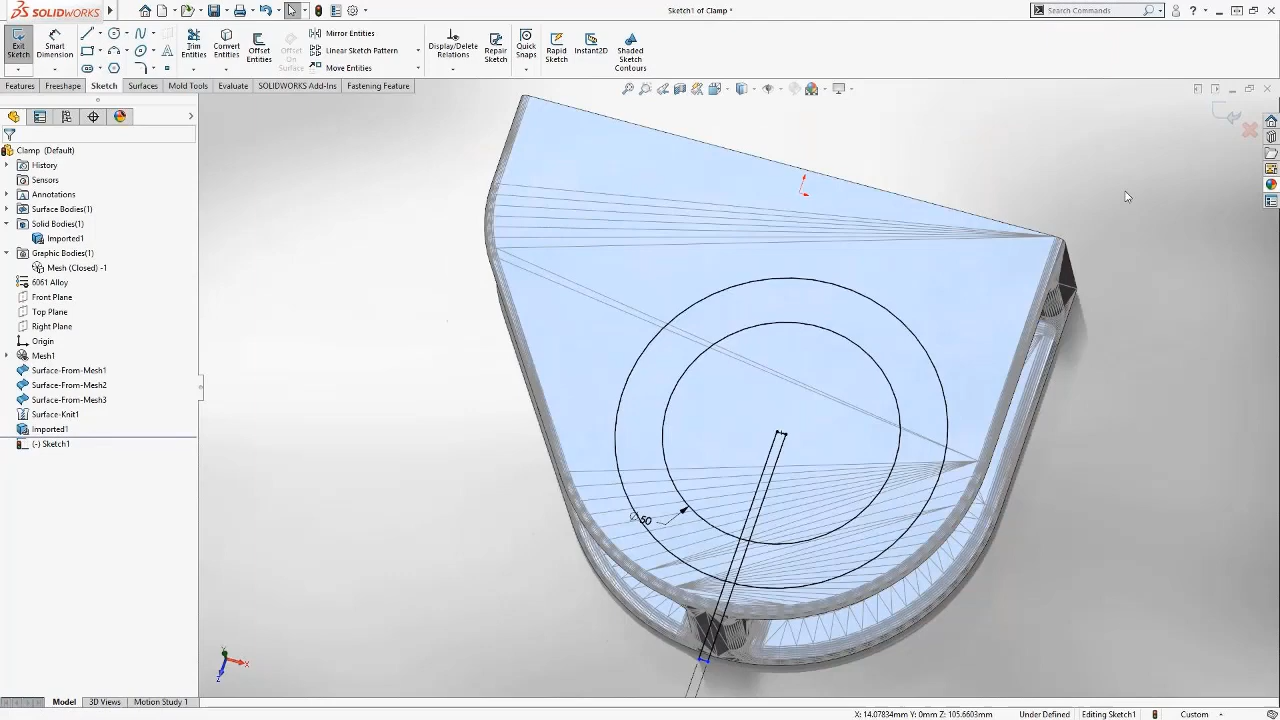 SOLIDWORKS
Sketch1 of Clamp *
Search Commands
Exit Sketch
Smart Dimension
Trim Entities
Convert Entities
Offset Entities
Offset On Surface
Mirror Entities
Linear Sketch Pattern
Move Entities
Display/Delete Relations
Repair Sketch
Quick Snaps
Rapid Sketch
Instant2D
Shaded Sketch Contours
Features
Freeshape
Sketch
Surfaces
Mold Tools
Evaluate
SOLIDWORKS Add-Ins
Fastening Feature
Clamp (Default)
History
Sensors
Annotations
Surface Bodies(1)
Solid Bodies(1)
Imported1
Graphic Bodies(1)
Mesh (Closed) -1
6061 Alloy
Front Plane
Top Plane
Right Plane
Origin
Mesh1
Surface-From-Mesh1
Surface-From-Mesh2
Surface-From-Mesh3
Surface-Knit1
Imported1
(-) Sketch1
∅50
Y
X
Z
Model
3D Views
Motion Study 1
X: 14.07834mm Y: 0mm Z: 105.6603mm
Under Defined
Editing Sketch1
Custom